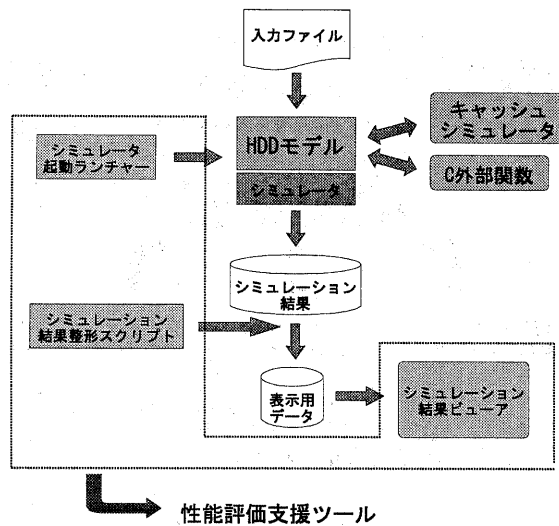 入力ファイル
キャッシュ
シミュレータ
シミュレータ
起動ランチャー
HDDモデル
C外部関数
シミュレータ
シミュレーション
結果
シミュレーション
結果整形スクリプト
表示用
データ
シミュレーション
結果ビューア
性能評価支援ツール